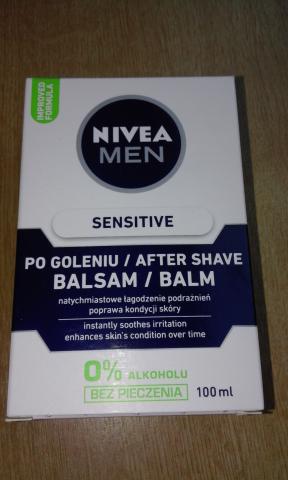 IMPROVED
FORMULA
NIVEA
MEN
SENSITIVE
PO GOLENIU / AFTER SHAVE
BALSAM / BALM
natychmiastowe łagodzenie podrażnień
poprawa kondycji skóry
instantly soothes irritation
enhances skin's condition over time
0% ALKOHOLU
BEZ PIECZENIA
100 ml